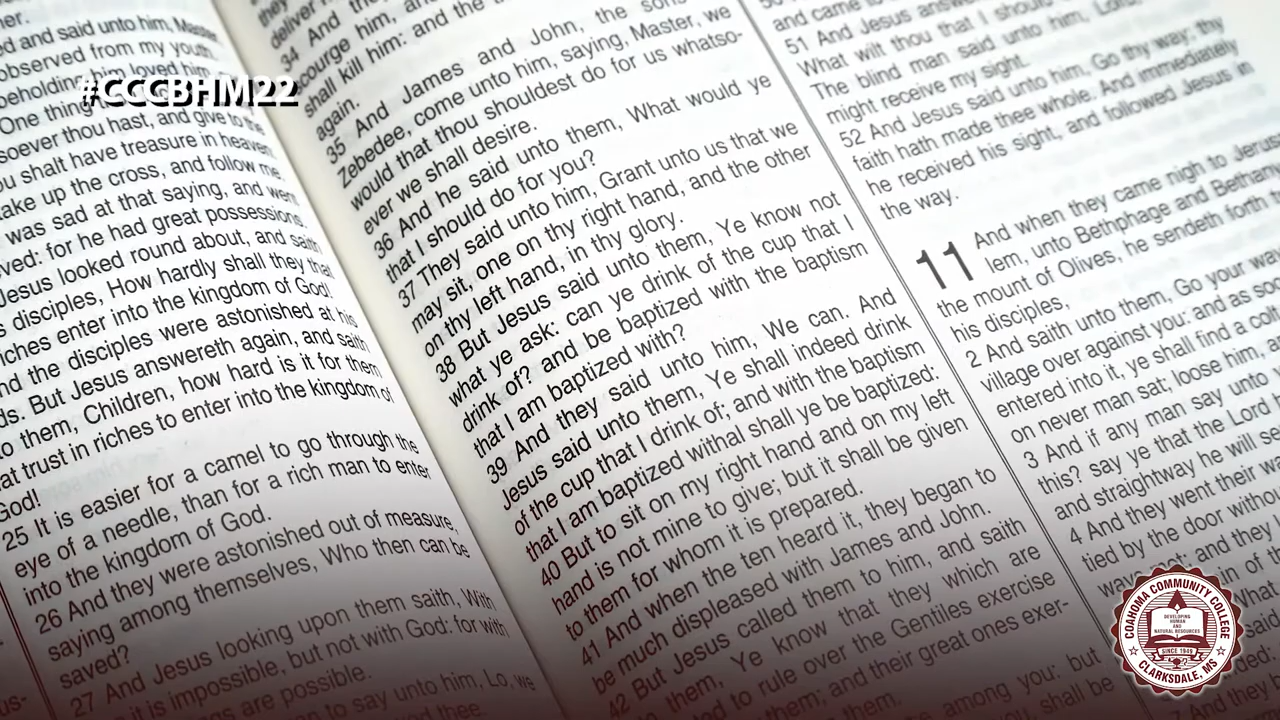 #CCCBHM22
ed and said unto him, Master,
observed from my youth.
beholding him loved him,
One thing
soever thou hast, and give to the
ou shalt have treasure in heaven:
take up the cross, and follow me.
was sad at that saying, and went
ved: for he had great possessions.
Jesus looked round about, and saith
s disciples, How hardly shall they that
riches enter into the kingdom of God!
nd the disciples were astonished at his
ds. But Jesus answereth again, and saith
to them, Children, how hard is it for them
at trust in riches to enter into the kingdom of
God!
25 It is easier for a camel to go through the
eye of a needle, than for a rich man to enter
into the kingdom of God.
26 And they were astonished out of measure,
saying among themselves, Who then can be
saved?
27 And Jesus looking upon them saith, With
it is impossible, but not with God: for with
are possible.
to say unto him, Lo, we
thee.
deliver
34 And they
scourge him, and
shall kill him: and the
again.
35 And James and John, the sons
Zebedee, come unto him, saying, Master, we
would that thou shouldest do for us whatso-
ever we shall desire.
36 And he said unto them, What would ye
that I should do for you?
37 They said unto him, Grant unto us that we
may sit, one on thy right hand, and the other
on thy left hand, in thy glory.
38 But Jesus said unto them, Ye know not
what ye ask: can ye drink of the cup that I
drink of? and be baptized with the baptism
that I am baptized with?
39 And they said unto him, We can. And
Jesus said unto them, Ye shall indeed drink
of the cup that I drink of; and with the baptism
that I am baptized withal shall ye be baptized:
40 But to sit on my right hand and on my left
hand is not mine to give; but it shall be given
to them for whom it is prepared.
41 And when the ten heard it, they began to
be much displeased with James and John.
42 But Jesus called them to him, and saith
them, Ye know that they which are
to rule over the Gentiles exercise
them; and their great ones exer-
among you: but
shall be
and came to
51 And Jesus answered
What wilt thou that I should
The blind man said unto him, Lord,
might receive my sight.
52 And Jesus said unto him, Go thy way; thy
faith hath made thee whole. And immediately
he received his sight, and followed Jesus in
the way.
11 And when they came nigh to Jerusa
lem, unto Bethphage and Bethany
the mount of Olives, he sendeth forth
his disciples,
2 And saith unto them, Go your way
village over against you: and as soo
entered into it, ye shall find a colt
on never man sat; loose him, a
3 And if any man say unto
this? say ye that the Lord
and straightway he will se
4 And they went their wa
tied by the door withou
and they
COAHOMA COMMUNITY COLLEGE
DEVELOPING
HUMAN
AND
NATURAL RESOURCES
SINCE 1949
CLARKSDALE, MS